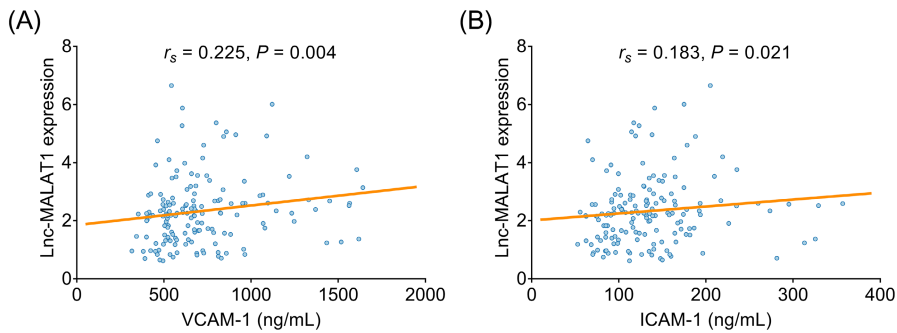 (A)
rs = 0.225, P = 0.004
Lnc-MALAT1 expression
8
6
4
2
0
0 500 1000 1500 2000
VCAM-1 (ng/mL)
(B)
rs = 0.183, P = 0.021
Lnc-MALAT1 expression
8
6
4
2
0
0 100 200 300 400
ICAM-1 (ng/mL)